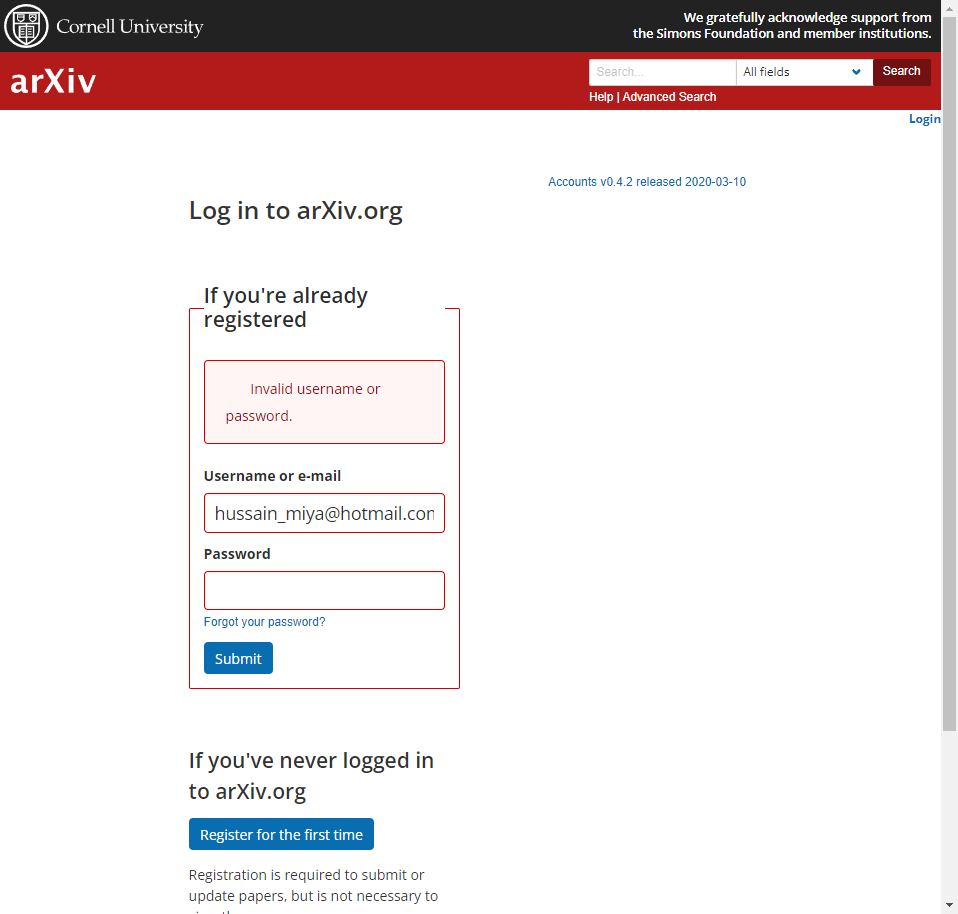 Cornell University
We gratefully acknowledge support from
the Simons Foundation and member institutions.
arXiv
Search...
All fields
Search
Help | Advanced Search
Login
Accounts v0.4.2 released 2020-03-10
Log in to arXiv.org
If you're already
registered
Invalid username or
password.
Username or e-mail
hussain_miya@hotmail.com
Password
Forgot your password?
Submit
If you've never logged in
to arXiv.org
Register for the first time
Registration is required to submit or
update papers, but is not necessary to